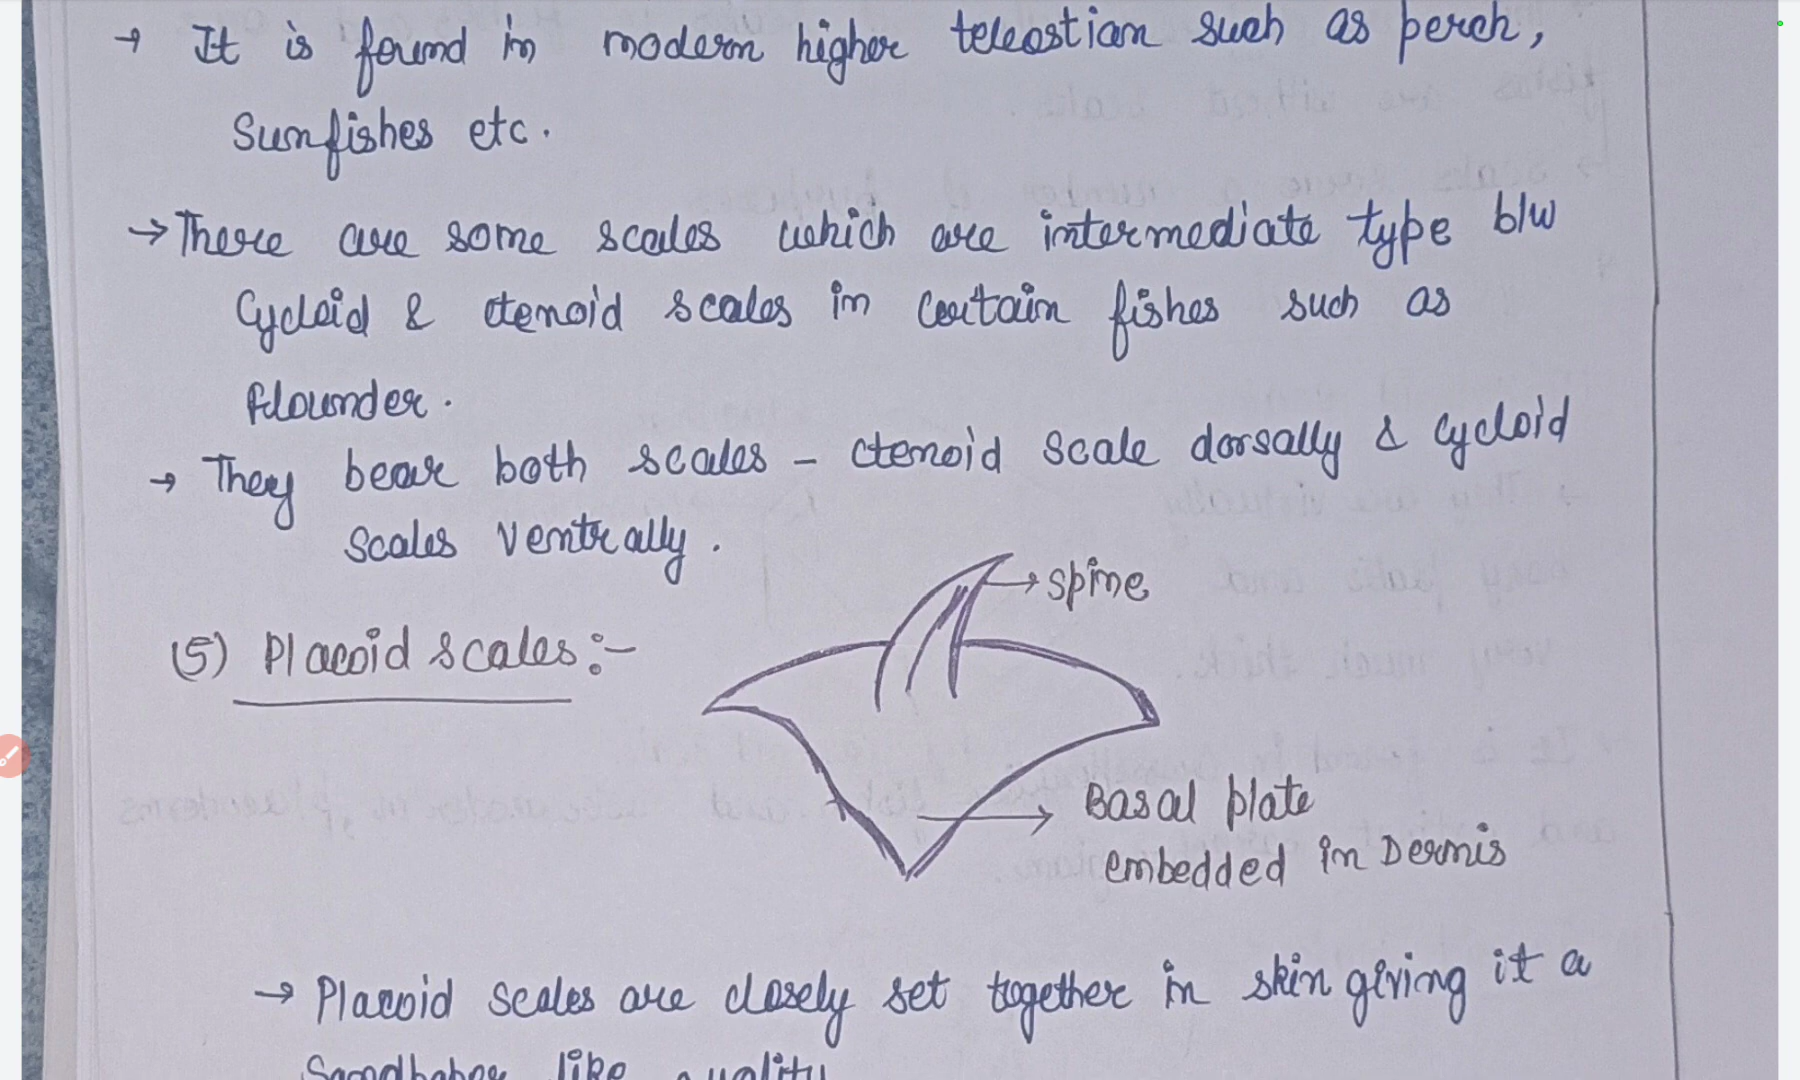 → It is found in modern higher teleostian such as perch,
Sunfishes etc.
→ There are some scales which are intermediate type b/w
Cycloid & ctenoid scales in certain fishes such as
flounder.
→ They bear both scales - ctenoid scale dorsally & cycloid
scales ventrally.
→ spine
(5) Placoid scales :-
→ Basal plate
embedded in Dermis
→ Placoid scales are closely set together in skin giving it a
Sandpaper like quality